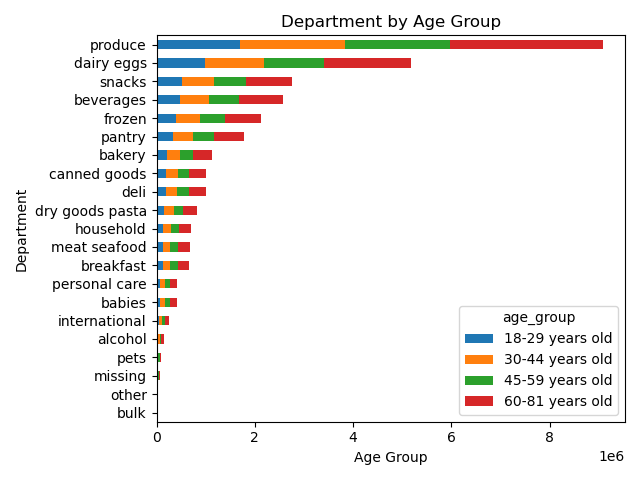 Department by Age Group
produce
dairy eggs
snacks
beverages
frozen
pantry
bakery
canned goods
deli
dry goods pasta
household
meat seafood
breakfast
personal care
babies
international
alcohol
pets
missing
other
bulk
Department
age_group
18-29 years old
30-44 years old
45-59 years old
60-81 years old
0 2 4 6 8
1e6
Age Group